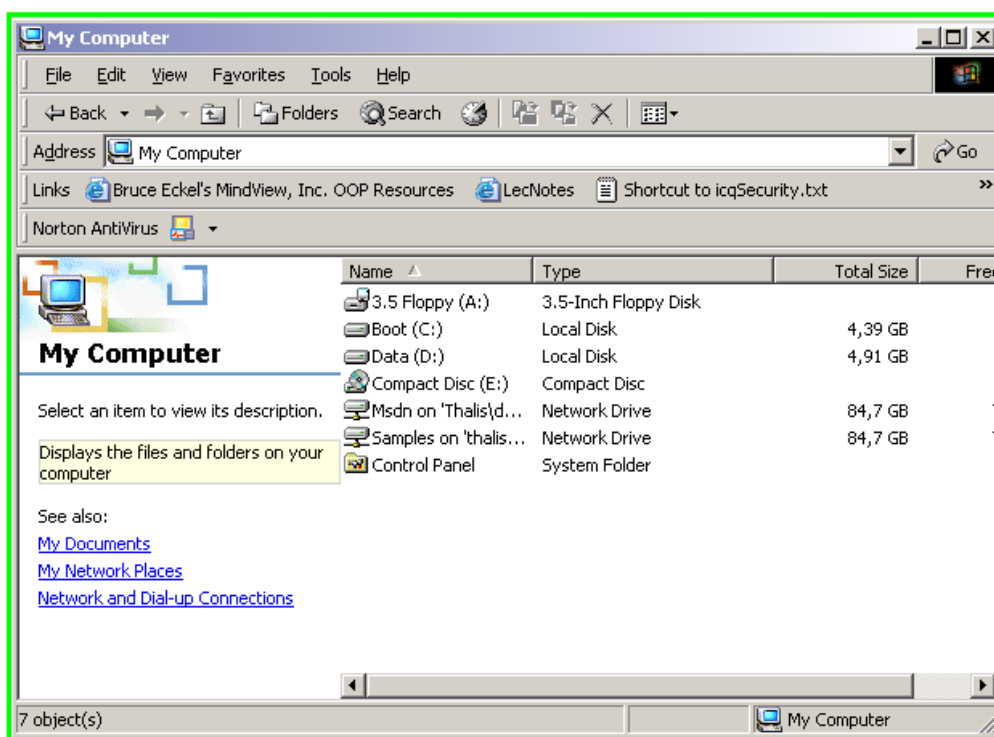 My Computer
File Edit View Favorites Tools Help
Back Folders Search
Address My Computer Go
Links Bruce Eckel's MindView, Inc. OOP Resources LecNotes Shortcut to icqSecurity.txt »
Norton AntiVirus
Name Type Total Size Free
3.5 Floppy (A:) 3.5-Inch Floppy Disk
Boot (C:) Local Disk 4,39 GB
Data (D:) Local Disk 4,91 GB
Compact Disc (E:) Compact Disc
Msdn on 'Thalis\d... Network Drive 84,7 GB
Samples on 'thalis... Network Drive 84,7 GB
Control Panel System Folder
My Computer
Select an item to view its description.
Displays the files and folders on your
computer
See also:
My Documents
My Network Places
Network and Dial-up Connections
7 object(s) My Computer